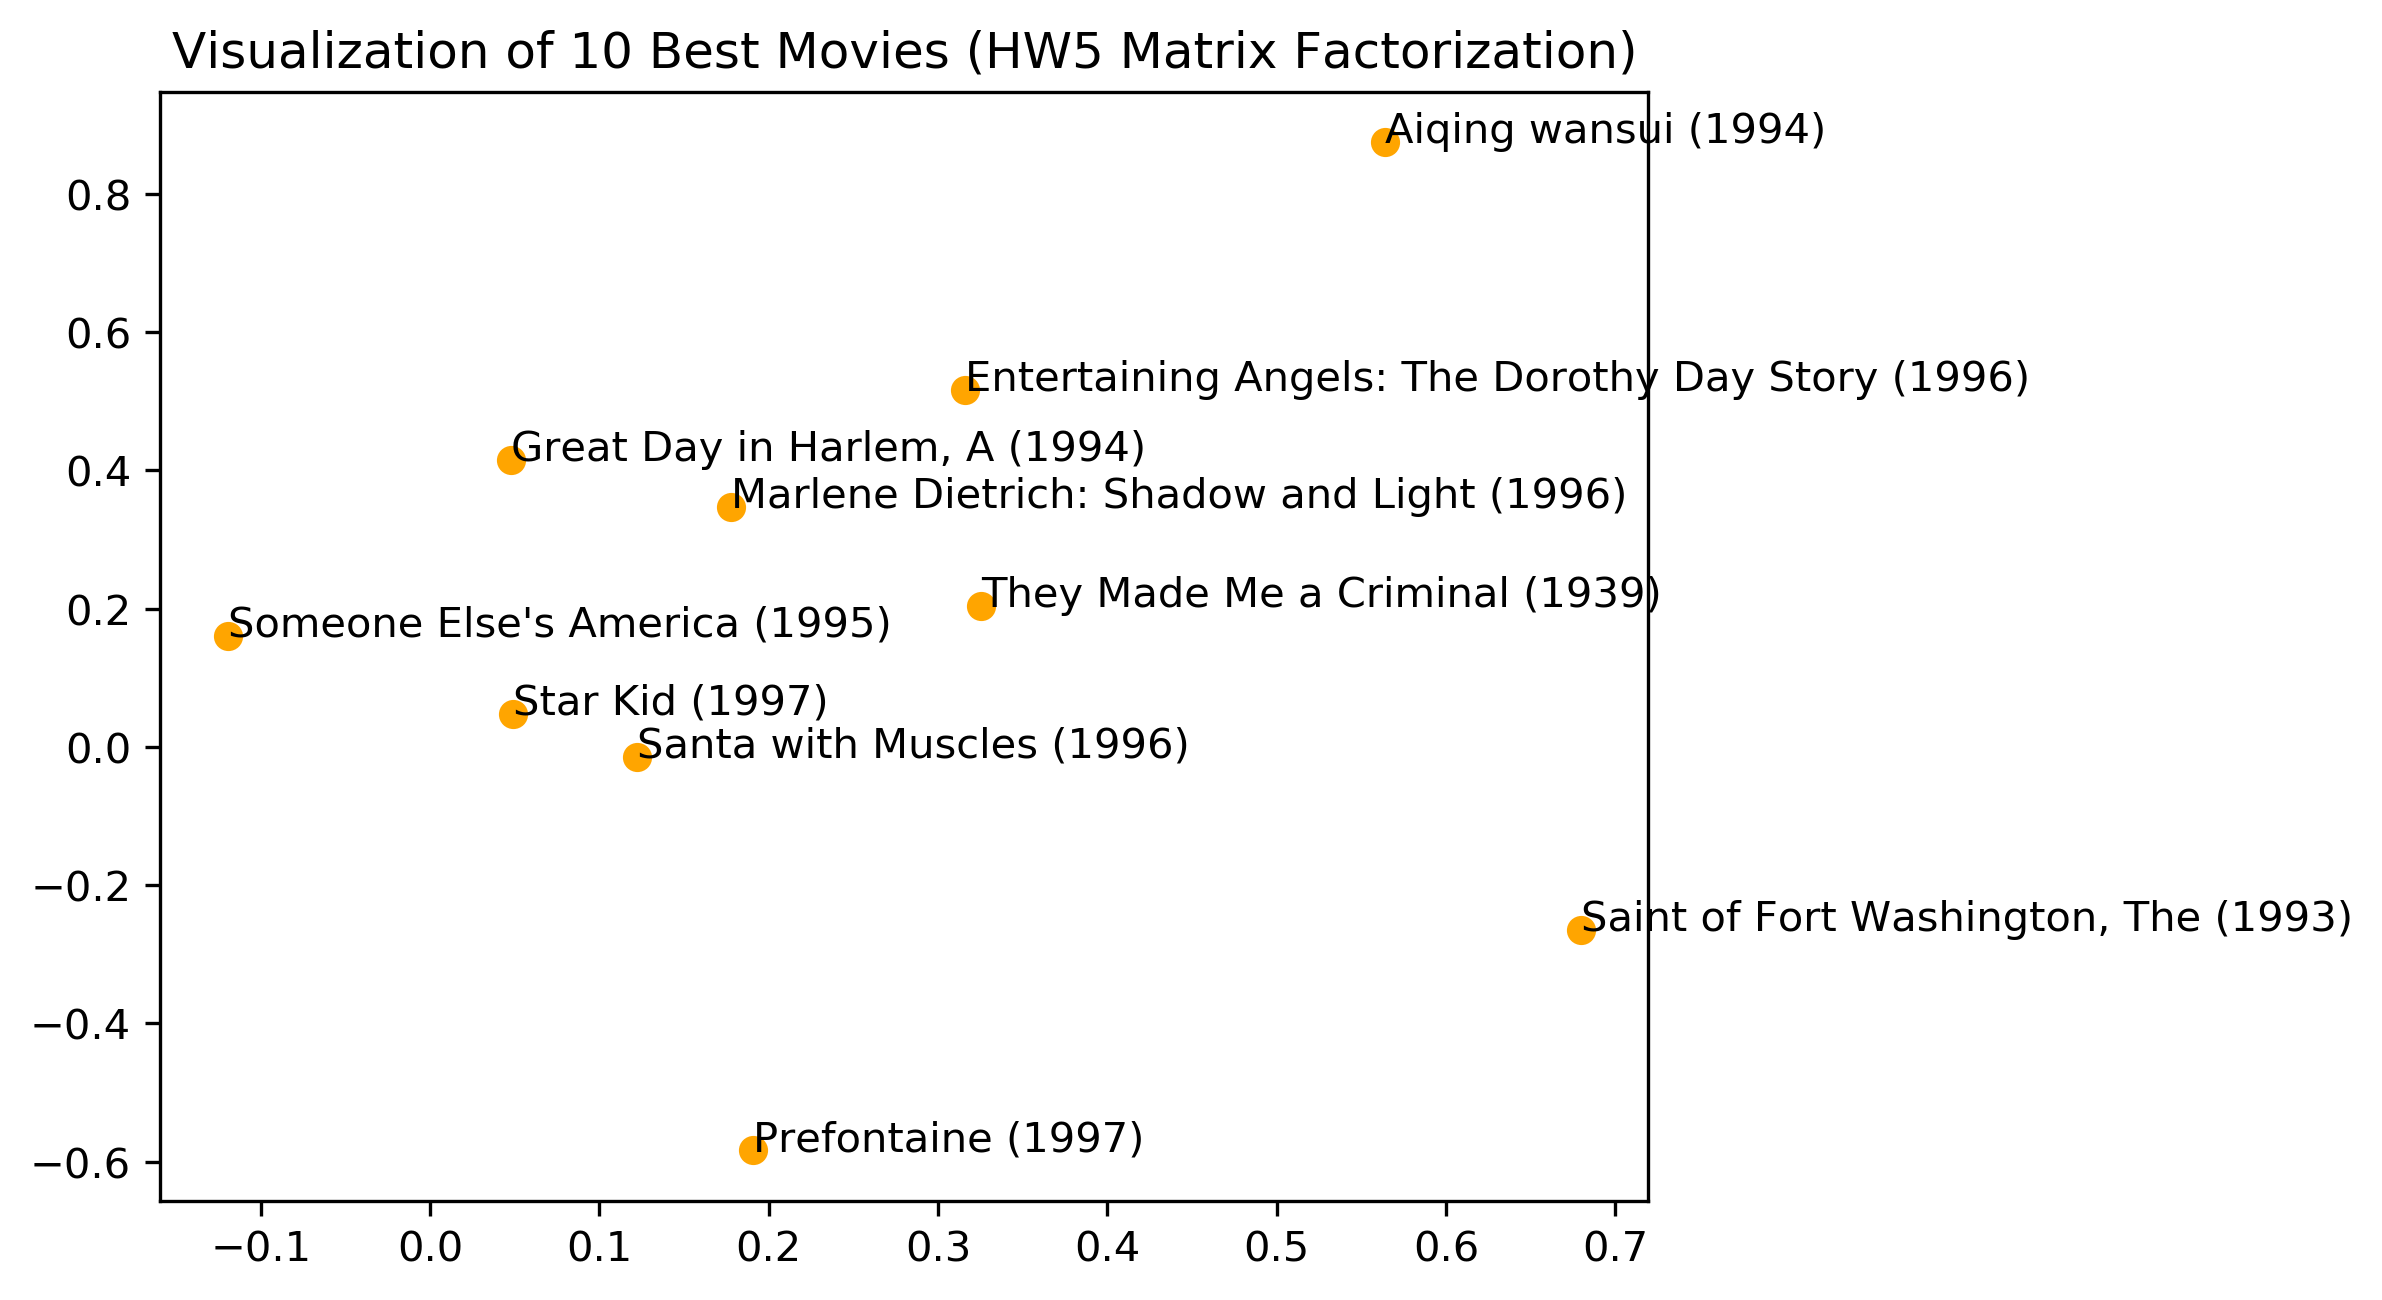 Visualization of 10 Best Movies (HW5 Matrix Factorization)
Aiqing wansui (1994)
0.8
0.6
Entertaining Angels: The Dorothy Day Story (1996)
Great Day in Harlem, A (1994)
0.4
Marlene Dietrich: Shadow and Light (1996)
They Made Me a Criminal (1939)
0.2
Someone Else's America (1995)
Star Kid (1997)
0.0
Santa with Muscles (1996)
−0.2
Saint of Fort Washington, The (1993)
−0.4
Prefontaine (1997)
−0.6
−0.1 0.0 0.1 0.2 0.3 0.4 0.5 0.6 0.7